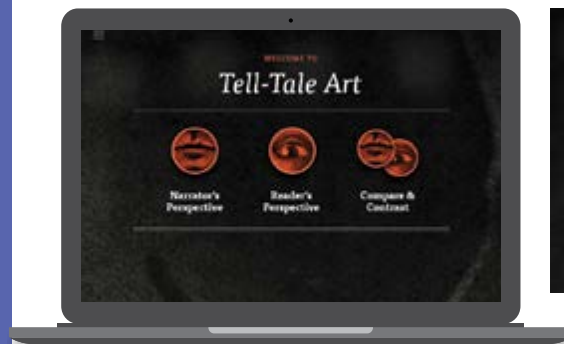 WELCOME TO
Tell-Tale Art
Narrator's
Perspective
Reader's
Perspective
Compare &
Contrast